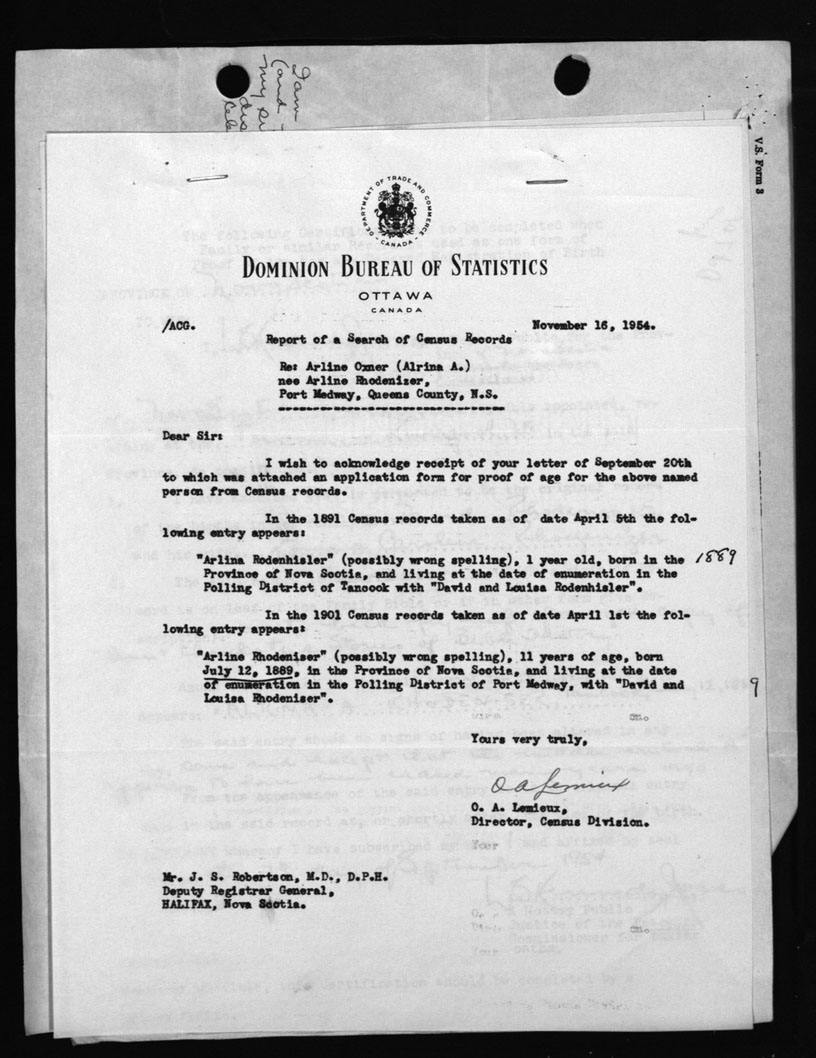 Dam
(and
my
dis
Cel
V.S. Form 3
DEPARTMENT OF TRADE AND COMMERCE
CANADA
DOMINION BUREAU OF STATISTICS
OTTAWA
CANADA
/ACG.
November 16, 1954.
Report of a Search of Census Records
Re: Arline Oxner (Alrina A.)
nee Arline Rhodenizer,
Port Medway, Queens County, N.S.
Dear Sir:
I wish to acknowledge receipt of your letter of September 20th
to which was attached an application form for proof of age for the above named
person from Census records.
In the 1891 Census records taken as of date April 5th the fol-
lowing entry appears:
"Arlina Rodenhisler" (possibly wrong spelling), 1 year old, born in the 1889
Province of Nova Scotia, and living at the date of enumeration in the
Polling District of Tancook with "David and Louisa Rodenhisler".
In the 1901 Census records taken as of date April 1st the fol-
lowing entry appears:
"Arline Rhodeniser" (possibly wrong spelling), 11 years of age, born
July 12, 1889, in the Province of Nova Scotia, and living at the date
of enumeration in the Polling District of Port Medway, with "David and 9
Louisa Rhodeniser".
Yours very truly,
O A Lemieux
O. A. Lemieux,
Director, Census Division.
Mr. J. S. Robertson, M.D., D.P.H.
Deputy Registrar General,
HALIFAX, Nova Scotia.